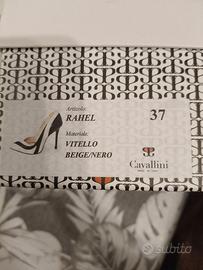 Articolo:
RAHEL
37
Materiale:
VITELLO
BEIGE/NERO
Cavallini
subito